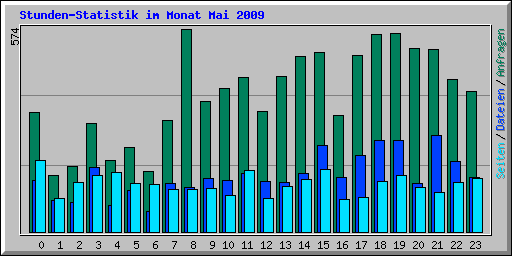 Stunden-Statistik im Monat Mai 2009
574
Seiten / Dateien / Anfragen
0 1 2 3 4 5 6 7 8 9 10 11 12 13 14 15 16 17 18 19 20 21 22 23